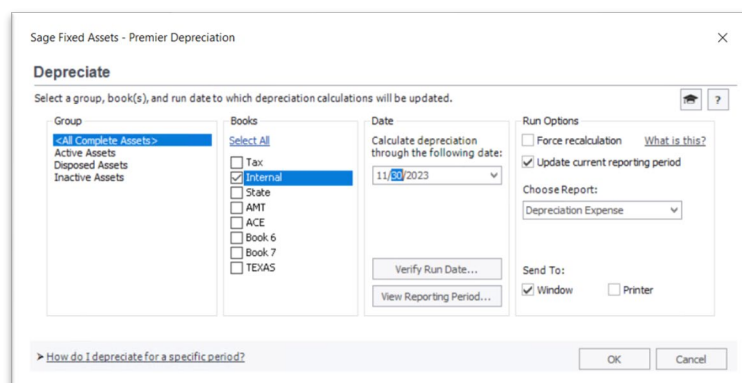 Sage Fixed Assets - Premier Depreciation
Depreciate
Select a group, book(s), and run date to which depreciation calculations will be updated.
?
Group
<All Complete Assets>
Active Assets
Disposed Assets
Inactive Assets
Books
Select All
Tax
Internal
State
AMT
ACE
Book 6
Book 7
TEXAS
Date
Calculate depreciation
through the following date:
11/30/2023
Verify Run Date...
View Reporting Period...
Run Options
Force recalculation What is this?
Update current reporting period
Choose Report:
Depreciation Expense
Send To:
Window Printer
How do I depreciate for a specific period?
OK Cancel